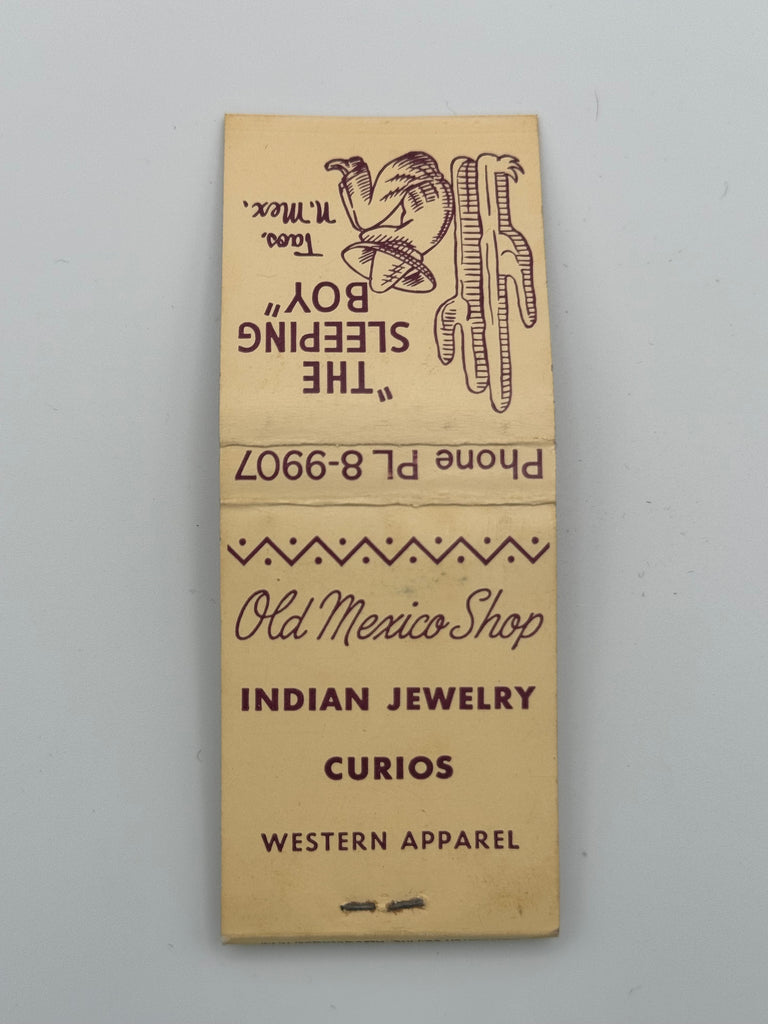 "THE
SLEEPING
BOY"
Taos,
N. Mex.
Phone PL 8-9907
Old Mexico Shop
INDIAN JEWELRY
CURIOS
WESTERN APPAREL